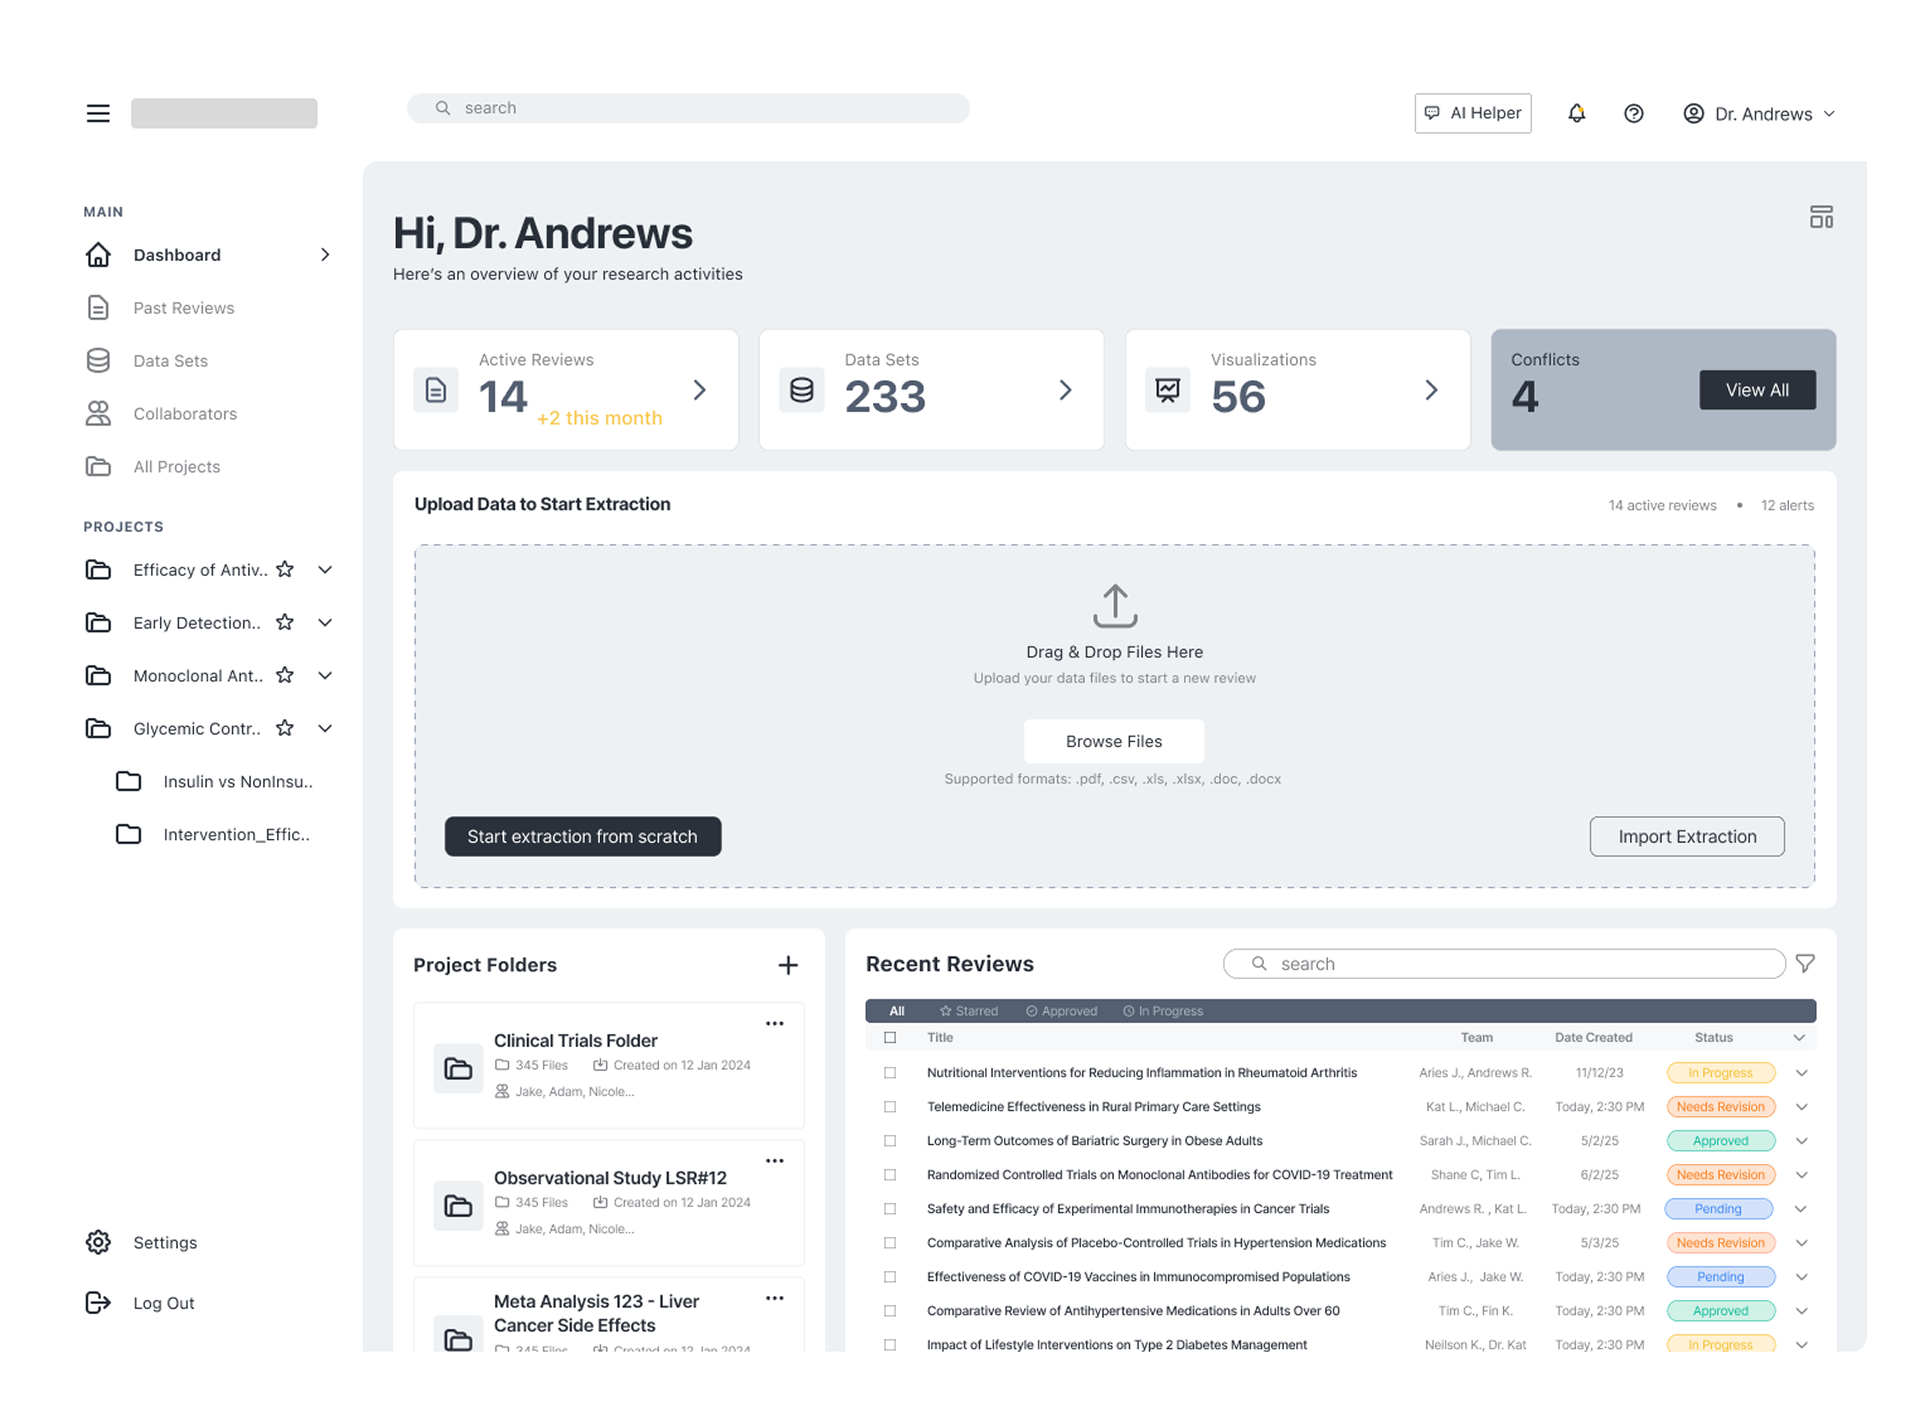 search
AI Helper
Dr. Andrews
MAIN
Dashboard
Past Reviews
Data Sets
Collaborators
All Projects
PROJECTS
Efficacy of Antiv..
Early Detection..
Monoclonal Ant..
Glycemic Contr..
Insulin vs NonInsu..
Intervention_Effic..
Settings
Log Out
Hi, Dr. Andrews
Here's an overview of your research activities
Active Reviews
14
+2 this month
Data Sets
233
Visualizations
56
Conflicts
4
View All
Upload Data to Start Extraction
14 active reviews • 12 alerts
Drag & Drop Files Here
Upload your data files to start a new review
Browse Files
Supported formats: .pdf, .csv, .xls, .xlsx, .doc, .docx
Start extraction from scratch
Import Extraction
Project Folders
Clinical Trials Folder
345 Files Created on 12 Jan 2024
Jake, Adam, Nicole...
Observational Study LSR#12
345 Files Created on 12 Jan 2024
Jake, Adam, Nicole...
Meta Analysis 123 - Liver
Cancer Side Effects
345 Files Created on 12 Jan 2024
Recent Reviews
search
All Starred Approved In Progress
Title Team Date Created Status
Nutritional Interventions for Reducing Inflammation in Rheumatoid Arthritis Aries J., Andrews R. 11/12/23 In Progress
Telemedicine Effectiveness in Rural Primary Care Settings Kat L., Michael C. Today, 2:30 PM Needs Revision
Long-Term Outcomes of Bariatric Surgery in Obese Adults Sarah J., Michael C. 5/2/25 Approved
Randomized Controlled Trials on Monoclonal Antibodies for COVID-19 Treatment Shane C, Tim L. 6/2/25 Needs Revision
Safety and Efficacy of Experimental Immunotherapies in Cancer Trials Andrews R. , Kat L. Today, 2:30 PM Pending
Comparative Analysis of Placebo-Controlled Trials in Hypertension Medications Tim C., Jake W. 5/3/25 Needs Revision
Effectiveness of COVID-19 Vaccines in Immunocompromised Populations Aries J., Jake W. Today, 2:30 PM Pending
Comparative Review of Antihypertensive Medications in Adults Over 60 Tim C., Fin K. Today, 2:30 PM Approved
Impact of Lifestyle Interventions on Type 2 Diabetes Management Neilson K., Dr. Kat Today, 2:30 PM In Progress